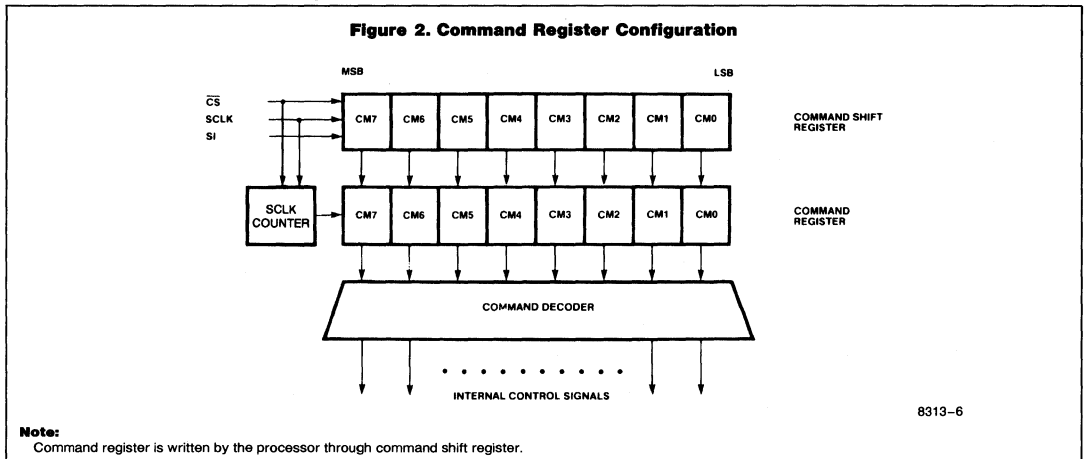 Figure 2. Command Register Configuration
MSB LSB
CS
SCLK
SI
CM7 CM6 CM5 CM4 CM3 CM2 CM1 CM0
COMMAND SHIFT
REGISTER
SCLK
COUNTER
CM7 CM6 CM5 CM4 CM3 CM2 CM1 CM0
COMMAND
REGISTER
COMMAND DECODER
INTERNAL CONTROL SIGNALS
8313–6
Note:
Command register is written by the processor through command shift register.